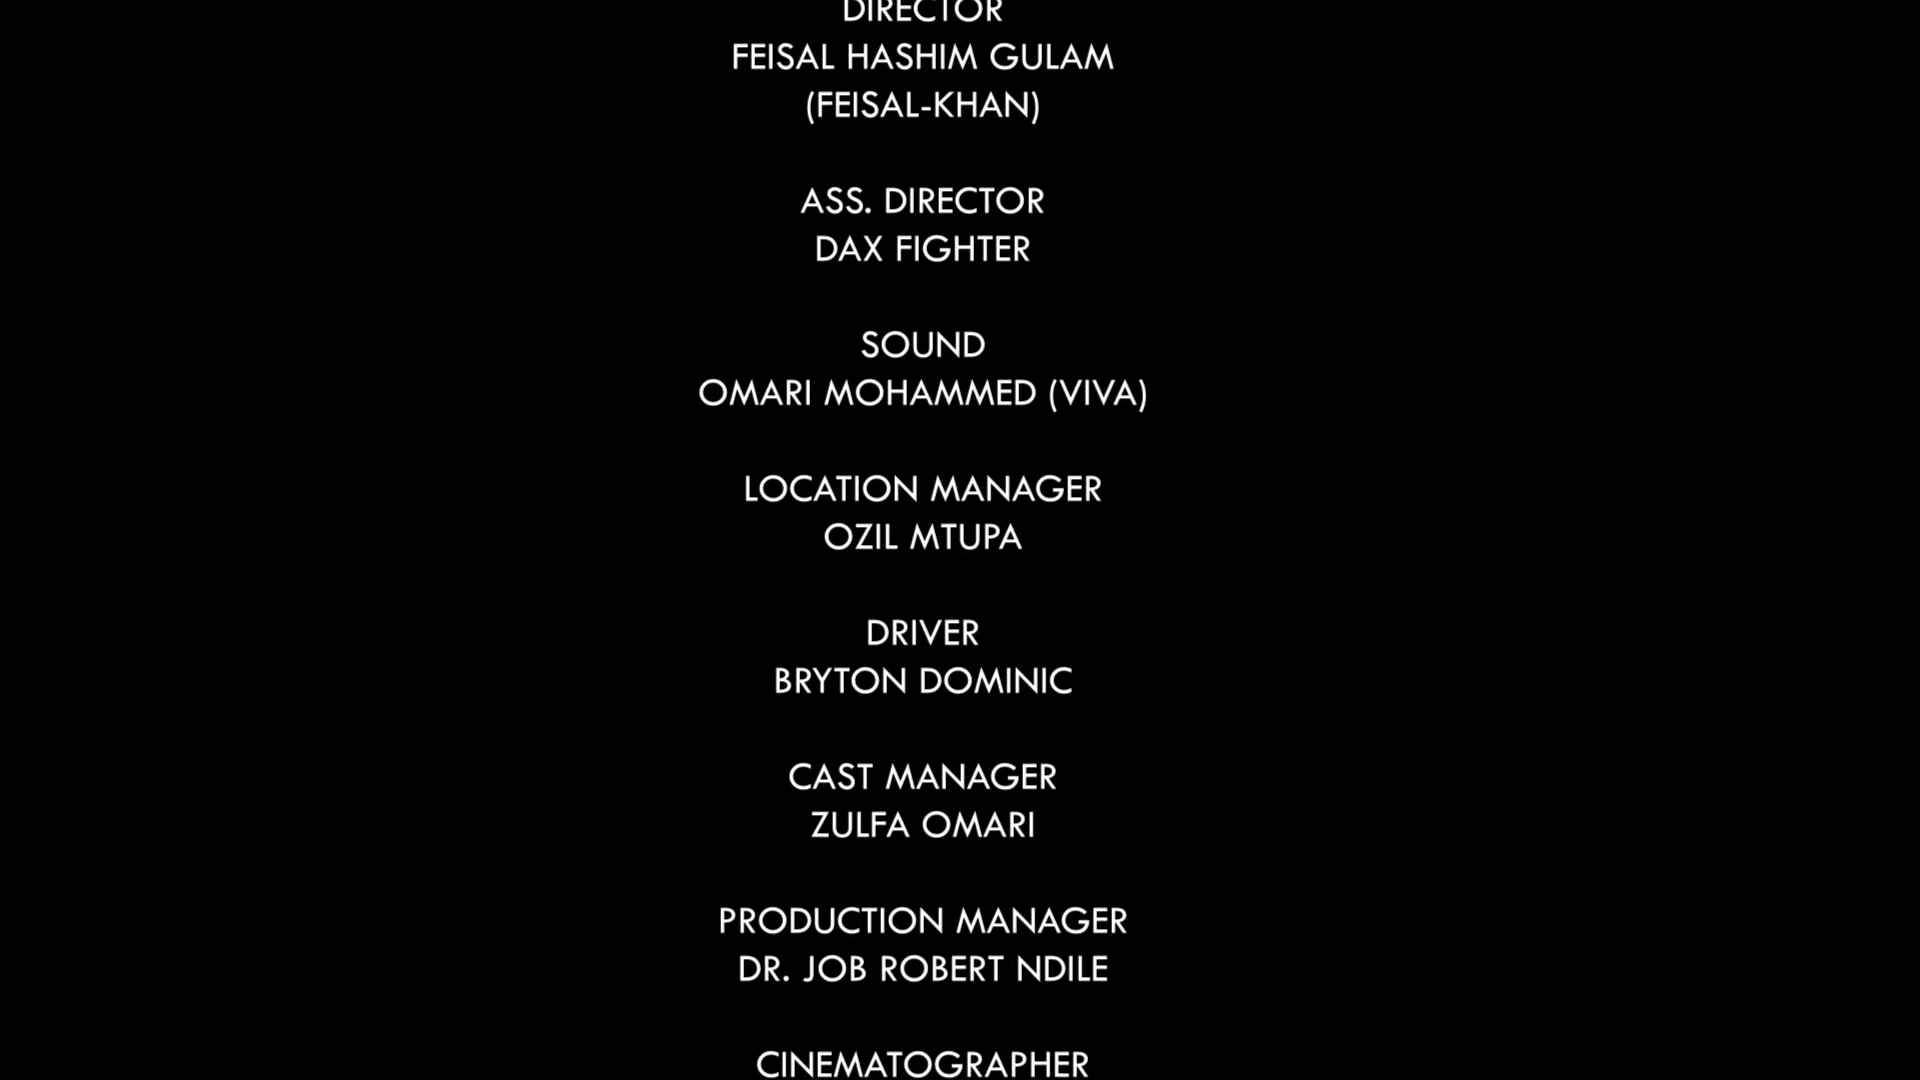 DIRECTOR
FEISAL HASHIM GULAM
(FEISAL-KHAN)
ASS. DIRECTOR
DAX FIGHTER
SOUND
OMARI MOHAMMED (VIVA)
LOCATION MANAGER
OZIL MTUPA
DRIVER
BRYTON DOMINIC
CAST MANAGER
ZULFA OMARI
PRODUCTION MANAGER
DR. JOB ROBERT NDILE
CINEMATOGRAPHER